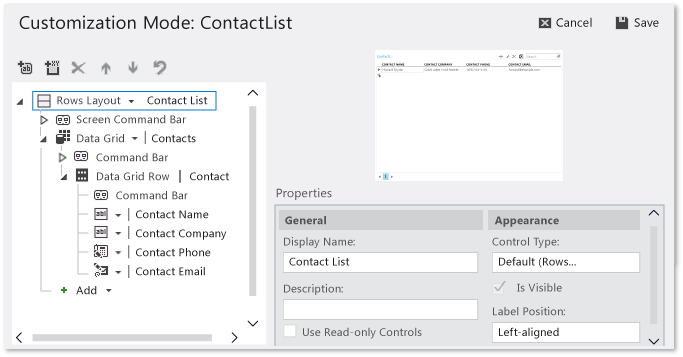 Customization Mode: ContactList
Cancel
Save
Rows Layout | Contact List
Screen Command Bar
Data Grid | Contacts
Command Bar
Data Grid Row | Contact
Command Bar
| Contact Name
| Contact Company
| Contact Phone
| Contact Email
+ Add
CONTACT NAME CONTACT COMPANY CONTACT PHONE CONTACT EMAIL
Properties
General
Display Name:
Contact List
Description:
Use Read-only Controls
Appearance
Control Type:
Default (Rows...
Is Visible
Label Position:
Left-aligned